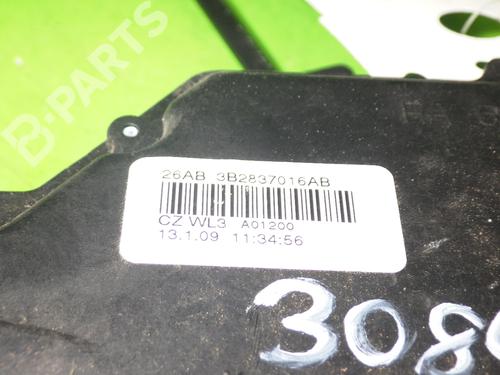 B-PARTS
26AB 3B2837016AB
CZ WL3 A01200
13.1.09 11:34:56
308